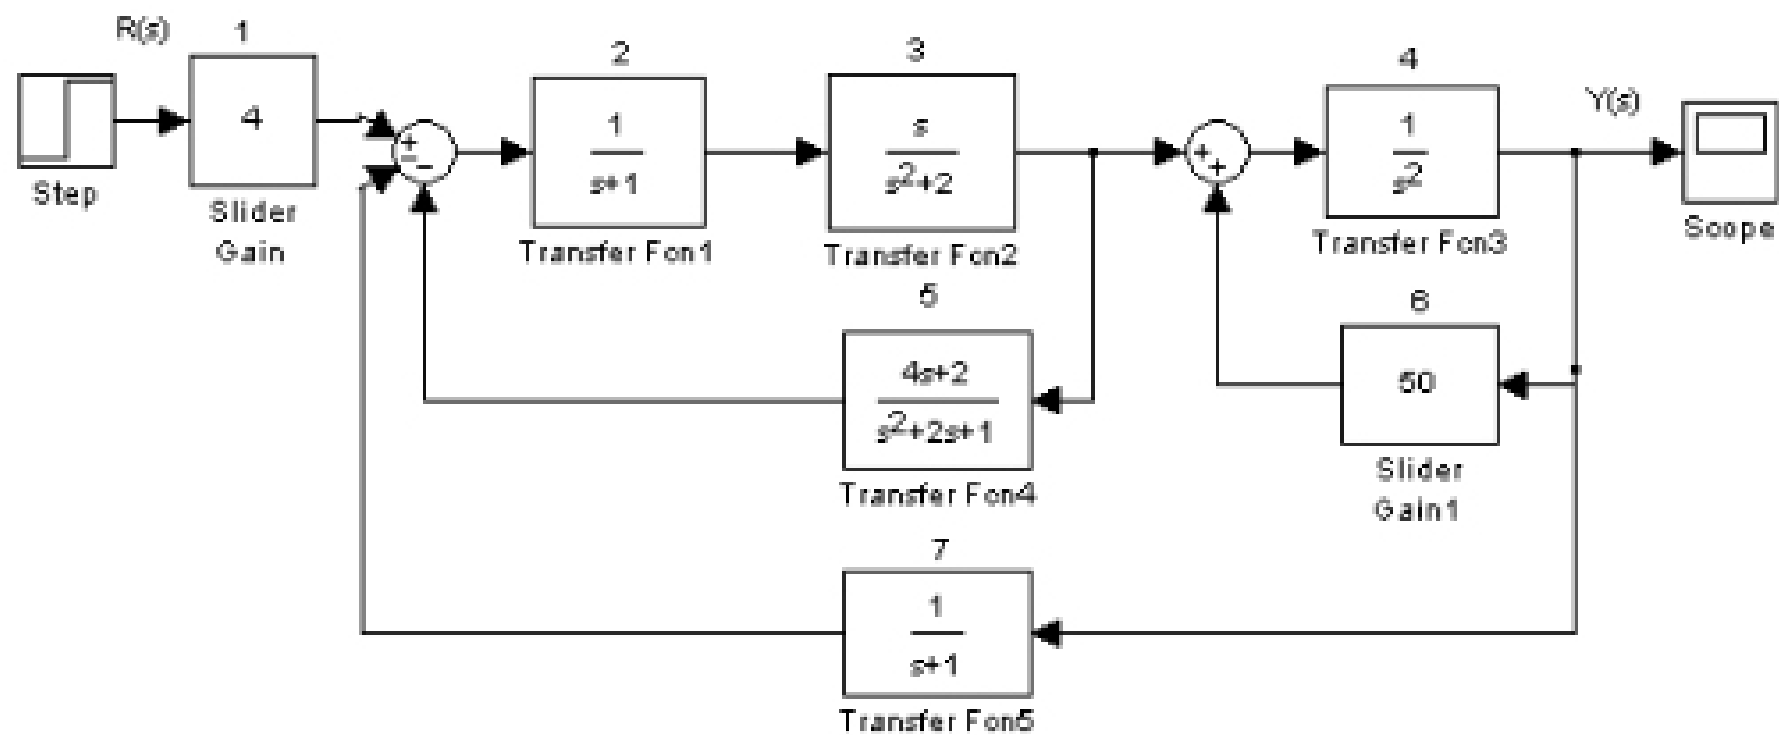 R(s)
1
4
Step
Slider
Gain
+
−
−
2
1
s+1
Transfer Fcn1
3
s
s²+2
Transfer Fcn2
+
+
4
1
s²
Transfer Fcn3
Y(s)
Scope
5
4s+2
s²+2s+1
Transfer Fcn4
6
50
Slider
Gain1
7
1
s+1
Transfer Fcn5